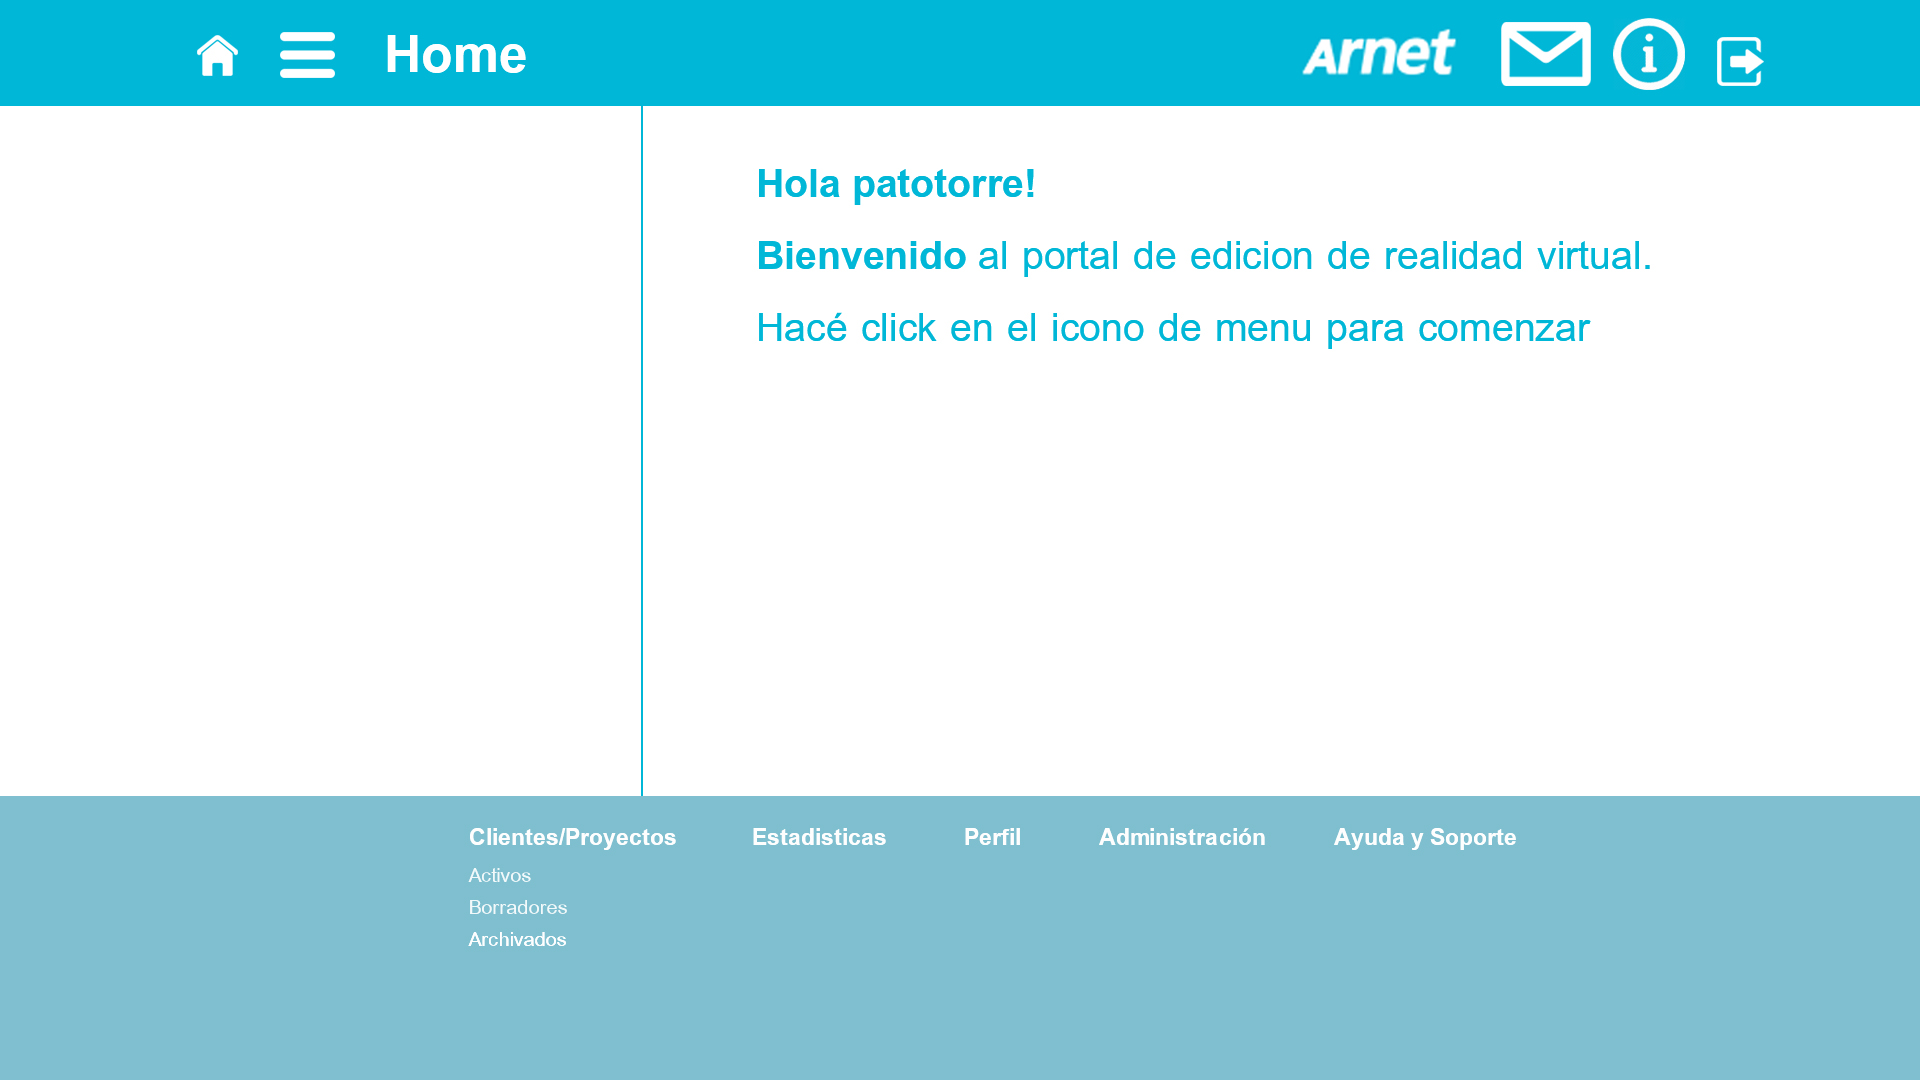 Home
Arnet
Hola patotorre!
Bienvenido al portal de edicion de realidad virtual.
Hacé click en el icono de menu para comenzar
Clientes/Proyectos Estadisticas Perfil Administración Ayuda y Soporte
Activos
Borradores
Archivados